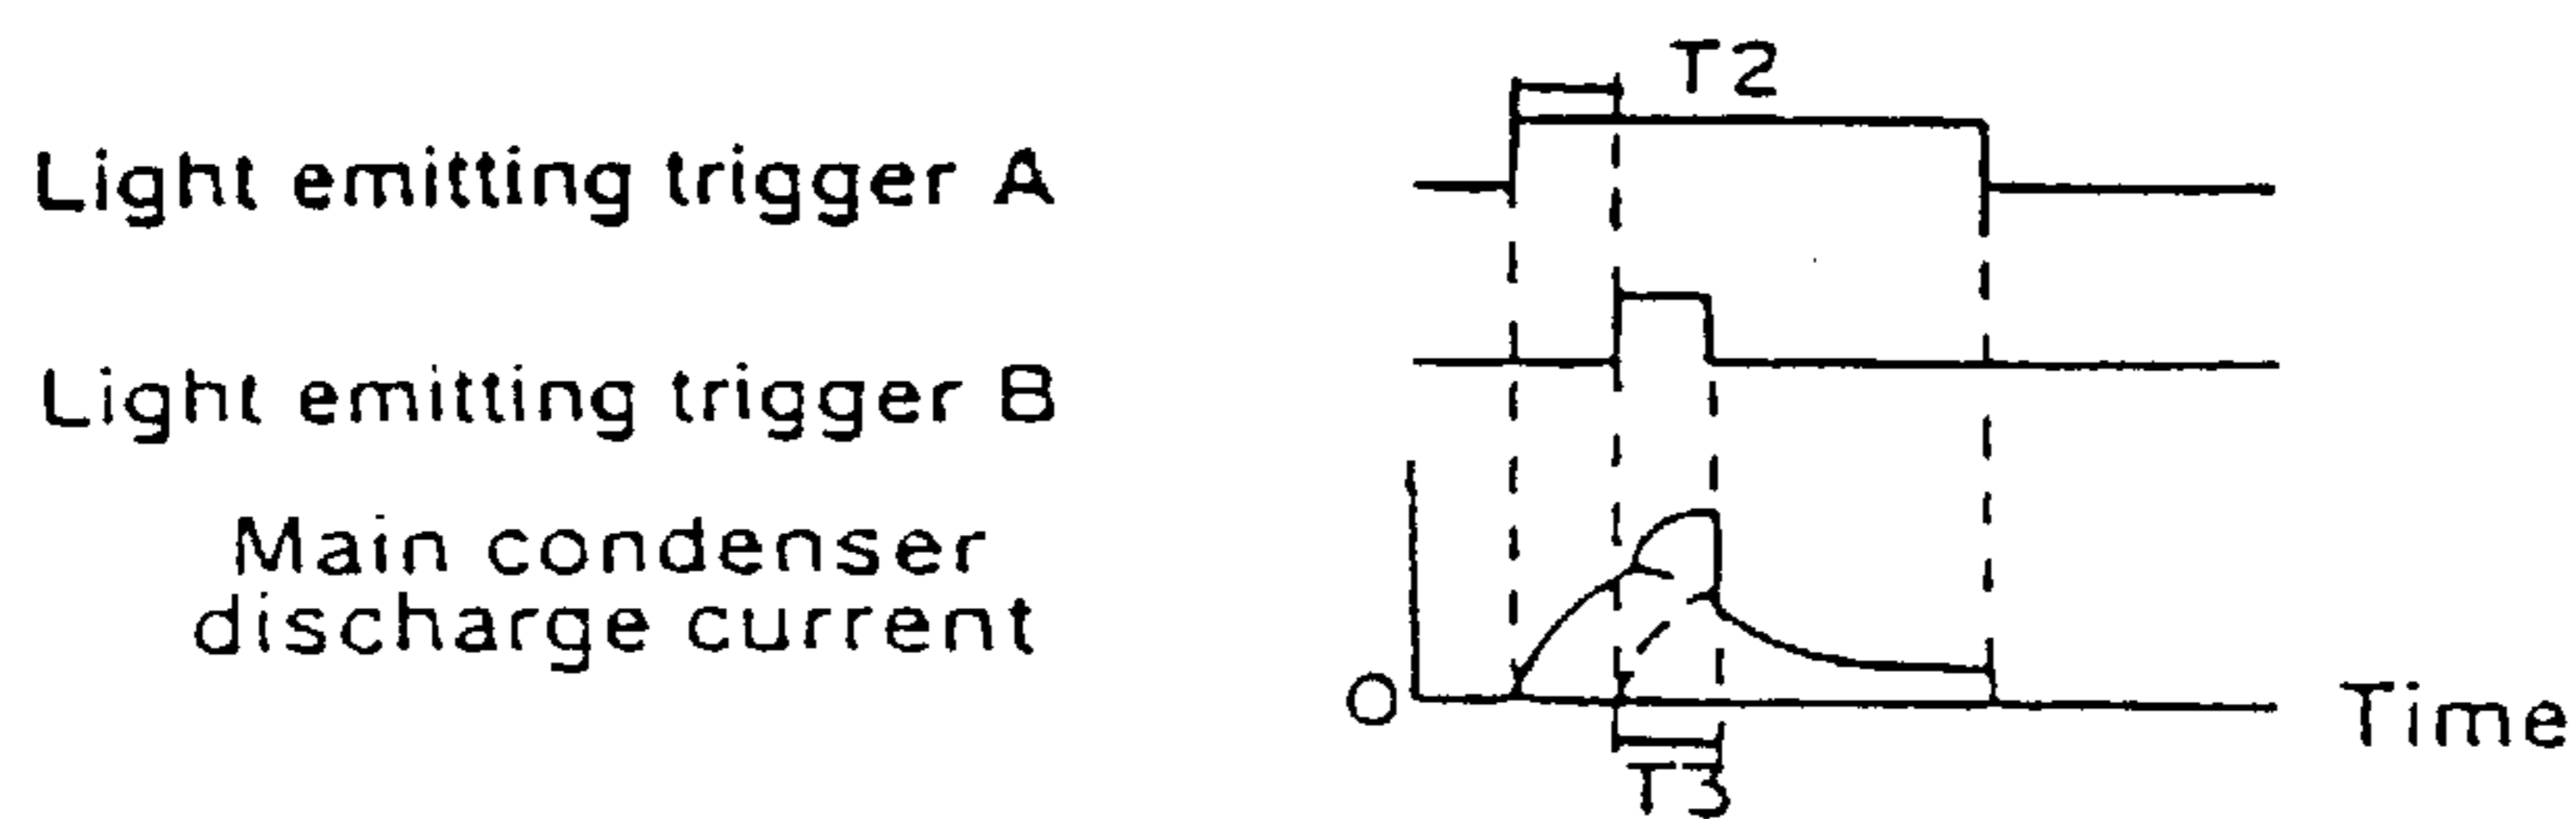 T2
Light emitting trigger A
Light emitting trigger B
Main condenser
discharge current
O
Time
T3